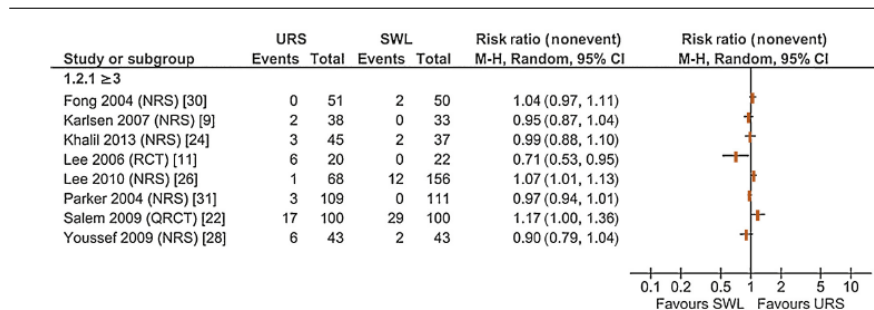 URS SWL Risk ratio (nonevent) Risk ratio (nonevent)
Study or subgroup Events Total Events Total M-H, Random, 95% CI M-H, Random, 95% CI
1.2.1 ≥3
Fong 2004 (NRS) [30] 0 51 2 50 1.04 (0.97, 1.11)
Karlsen 2007 (NRS) [9] 2 38 0 33 0.95 (0.87, 1.04)
Khalil 2013 (NRS) [24] 3 45 2 37 0.99 (0.88, 1.10)
Lee 2006 (RCT) [11] 6 20 0 22 0.71 (0.53, 0.95)
Lee 2010 (NRS) [26] 1 68 12 156 1.07 (1.01, 1.13)
Parker 2004 (NRS) [31] 3 109 0 111 0.97 (0.94, 1.01)
Salem 2009 (QRCT) [22] 17 100 29 100 1.17 (1.00, 1.36)
Youssef 2009 (NRS) [28] 6 43 2 43 0.90 (0.79, 1.04)
0.1 0.2 0.5 1 2 5 10
Favours SWL Favours URS